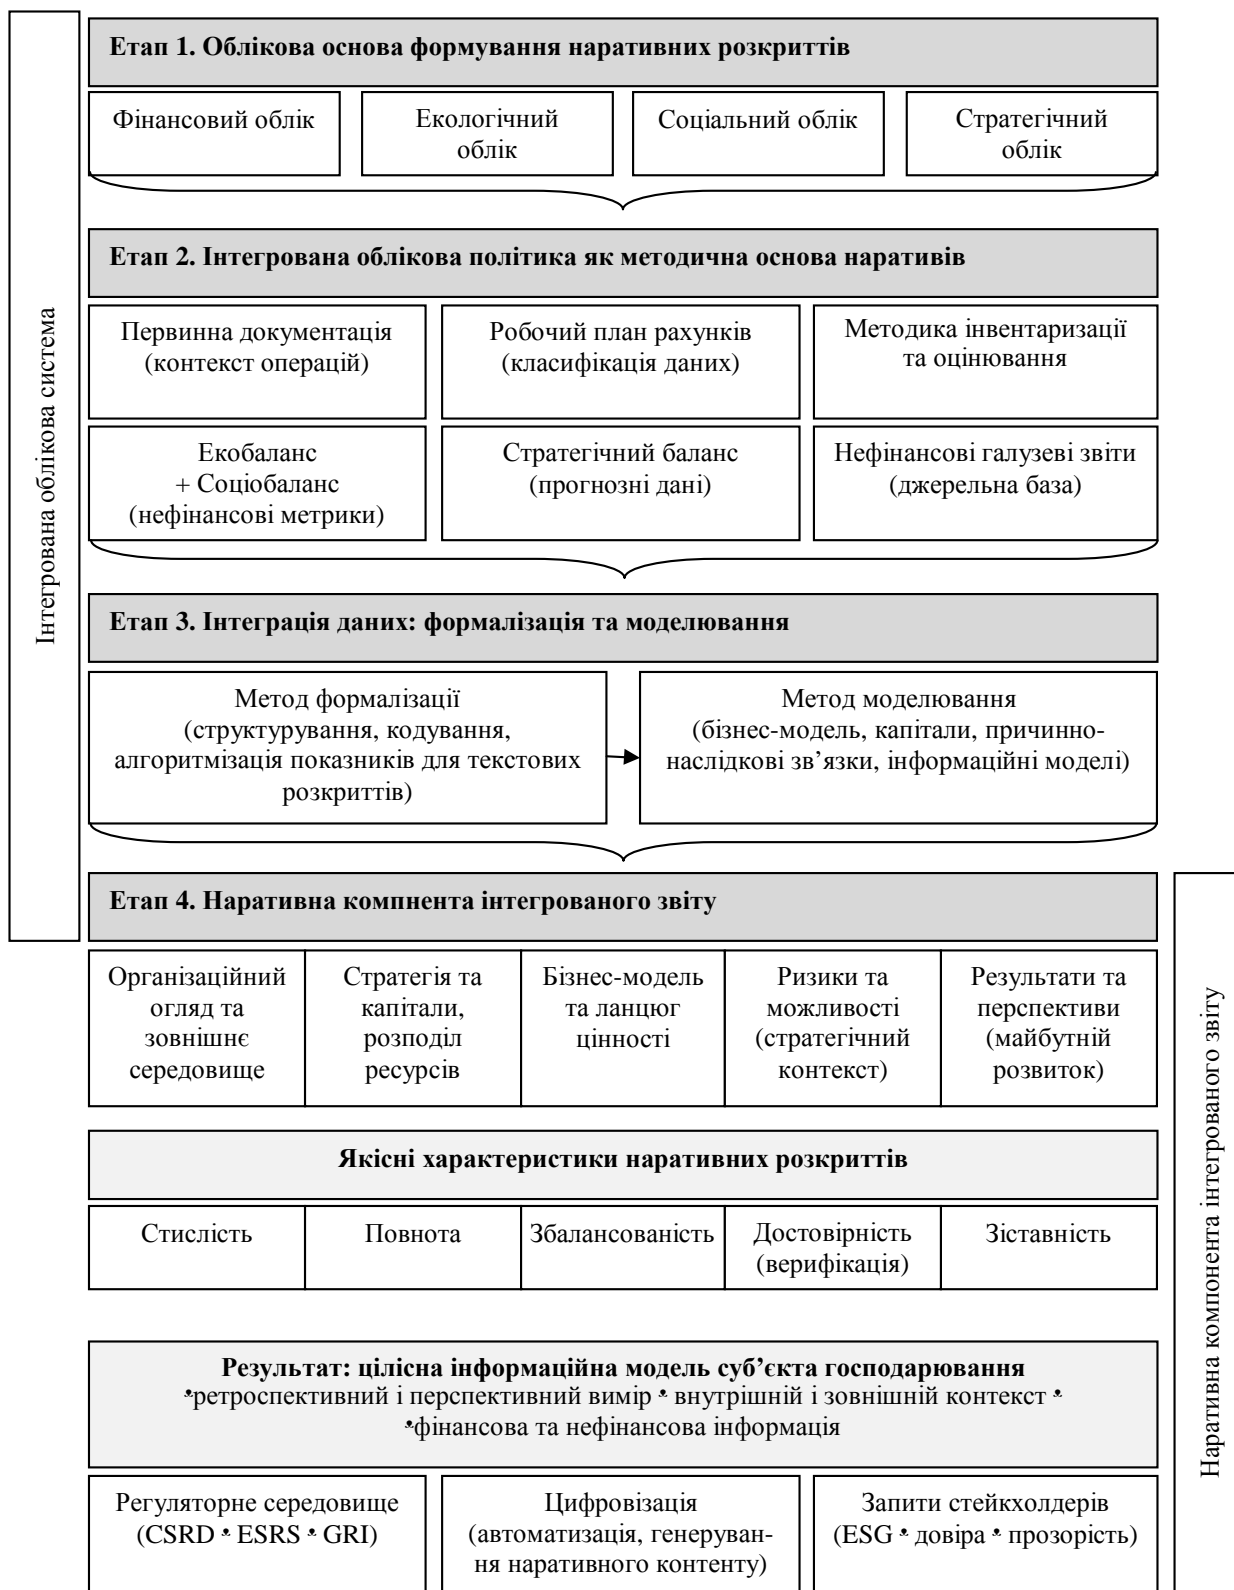 Інтегрована облікова система
Етап 1. Облікова основа формування наративних розкриттів
Фінансовий облік
Екологічний
облік
Соціальний облік
Стратегічний
облік
Етап 2. Інтегрована облікова політика як методична основа наративів
Первинна документація
(контекст операцій)
Робочий план рахунків
(класифікація даних)
Методика інвентаризації
та оцінювання
Екобаланс
+ Соціобаланс
(нефінансові метрики)
Стратегічний баланс
(прогнозні дані)
Нефінансові галузеві звіти
(джерельна база)
Етап 3. Інтеграція даних: формалізація та моделювання
Метод формалізації
(структурування, кодування,
алгоритмізація показників для текстових
розкриттів)
Метод моделювання
(бізнес-модель, капітали, причинно-
наслідкові зв’язки, інформаційні моделі)
Етап 4. Наративна компнента інтегрованого звіту
Організаційний
огляд та
зовнішнє
середовище
Стратегія та
капітали,
розподіл
ресурсів
Бізнес-модель
та ланцюг
цінності
Ризики та
можливості
(стратегічний
контекст)
Результати та
перспективи
(майбутній
розвиток)
Наративна компонента інтегрованого звіту
Якісні характеристики наративних розкриттів
Стислість
Повнота
Збалансованість
Достовірність
(верифікація)
Зіставність
Результат: цілісна інформаційна модель суб’єкта господарювання
•ретроспективний і перспективний вимір • внутрішній і зовнішній контекст •
•фінансова та нефінансова інформація
Регуляторне середовище
(CSRD • ESRS • GRI)
Цифровізація
(автоматизація, генеруван-
ня наративного контенту)
Запити стейкхолдерів
(ESG • довіра • прозорість)